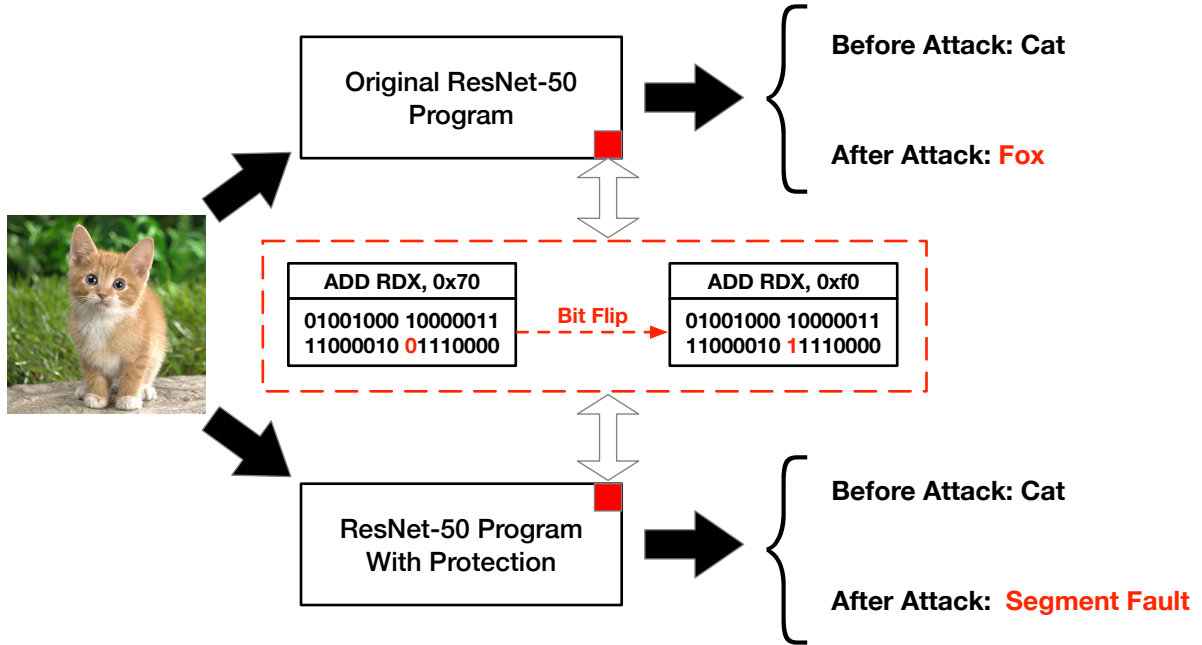 Original ResNet-50
Program
Before Attack: Cat
After Attack: Fox
ADD RDX, 0x70
01001000 10000011
11000010 01110000
Bit Flip
ADD RDX, 0xf0
01001000 10000011
11000010 11110000
ResNet-50 Program
With Protection
Before Attack: Cat
After Attack: Segment Fault